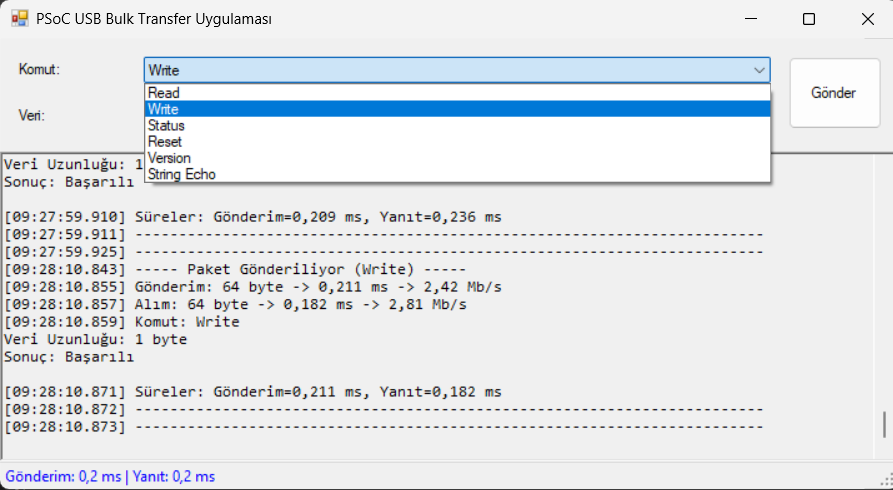 PSoC USB Bulk Transfer Uygulaması
Komut:
Write
Gönder
Read
Write
Veri:
Status
Reset
Version
String Echo
Veri Uzunluğu: 1
Sonuç: Başarılı
[09:27:59.910] Süreler: Gönderim=0,209 ms, Yanıt=0,236 ms
[09:27:59.911] ----------------------------------------------------------------------
[09:27:59.925] ----------------------------------------------------------------------
[09:28:10.843] ----- Paket Gönderiliyor (Write) -----
[09:28:10.855] Gönderim: 64 byte -> 0,211 ms -> 2,42 Mb/s
[09:28:10.857] Alım: 64 byte -> 0,182 ms -> 2,81 Mb/s
[09:28:10.859] Komut: Write
Veri Uzunluğu: 1 byte
Sonuç: Başarılı
[09:28:10.871] Süreler: Gönderim=0,211 ms, Yanıt=0,182 ms
[09:28:10.872] ----------------------------------------------------------------------
[09:28:10.873] ----------------------------------------------------------------------
Gönderim: 0,2 ms | Yanıt: 0,2 ms